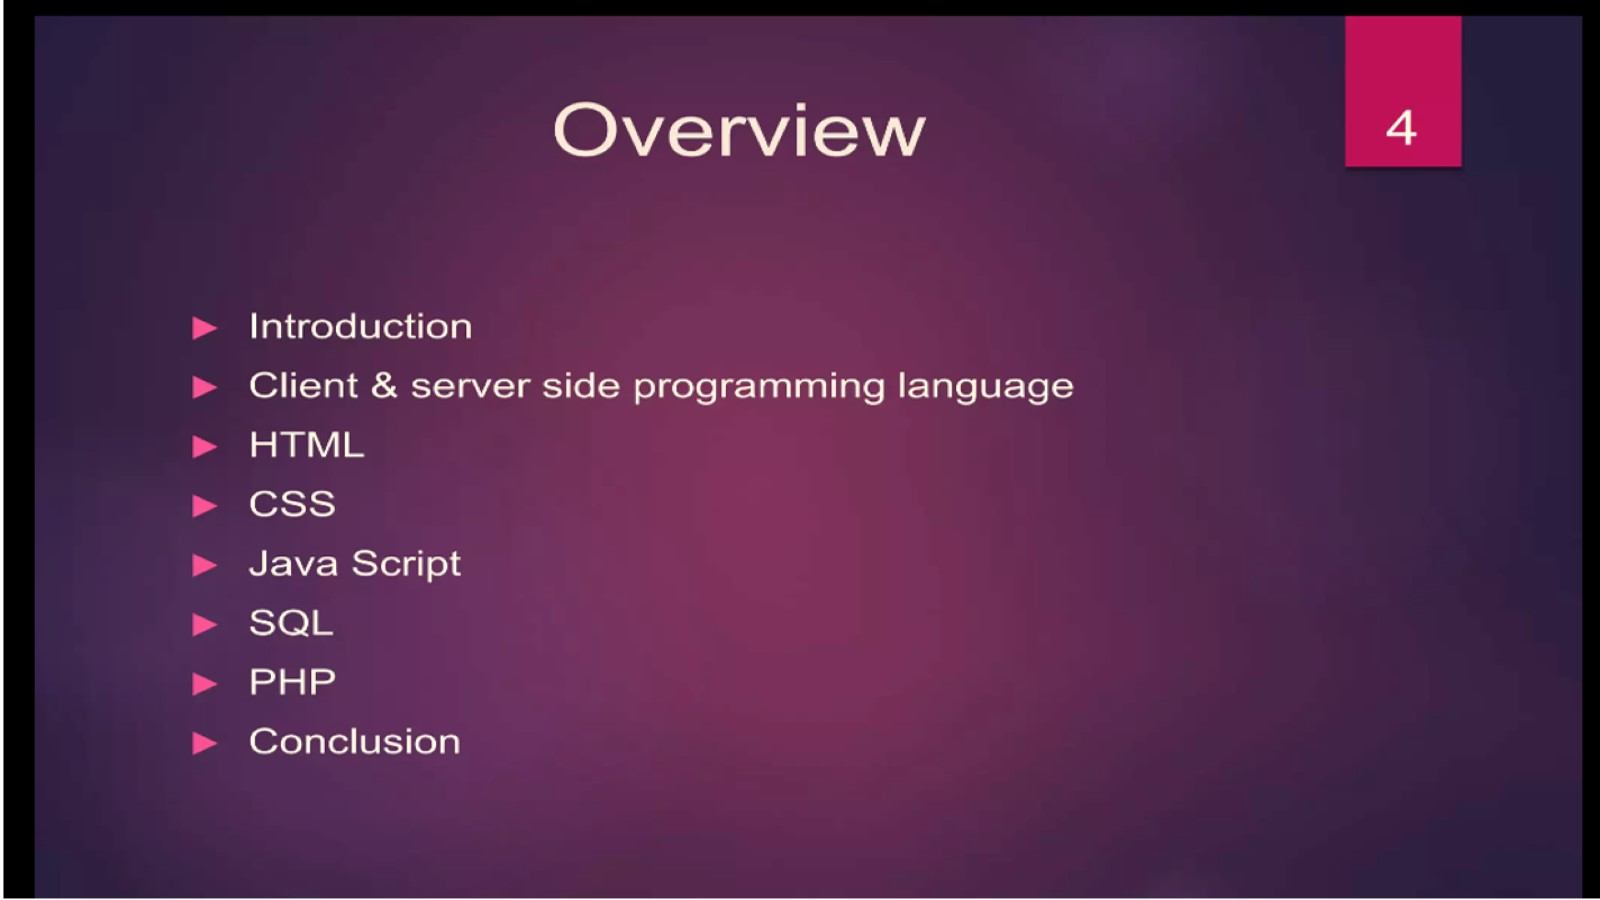 Overview
4
Introduction
Client & server side programming language
HTML
CSS
Java Script
SQL
PHP
Conclusion